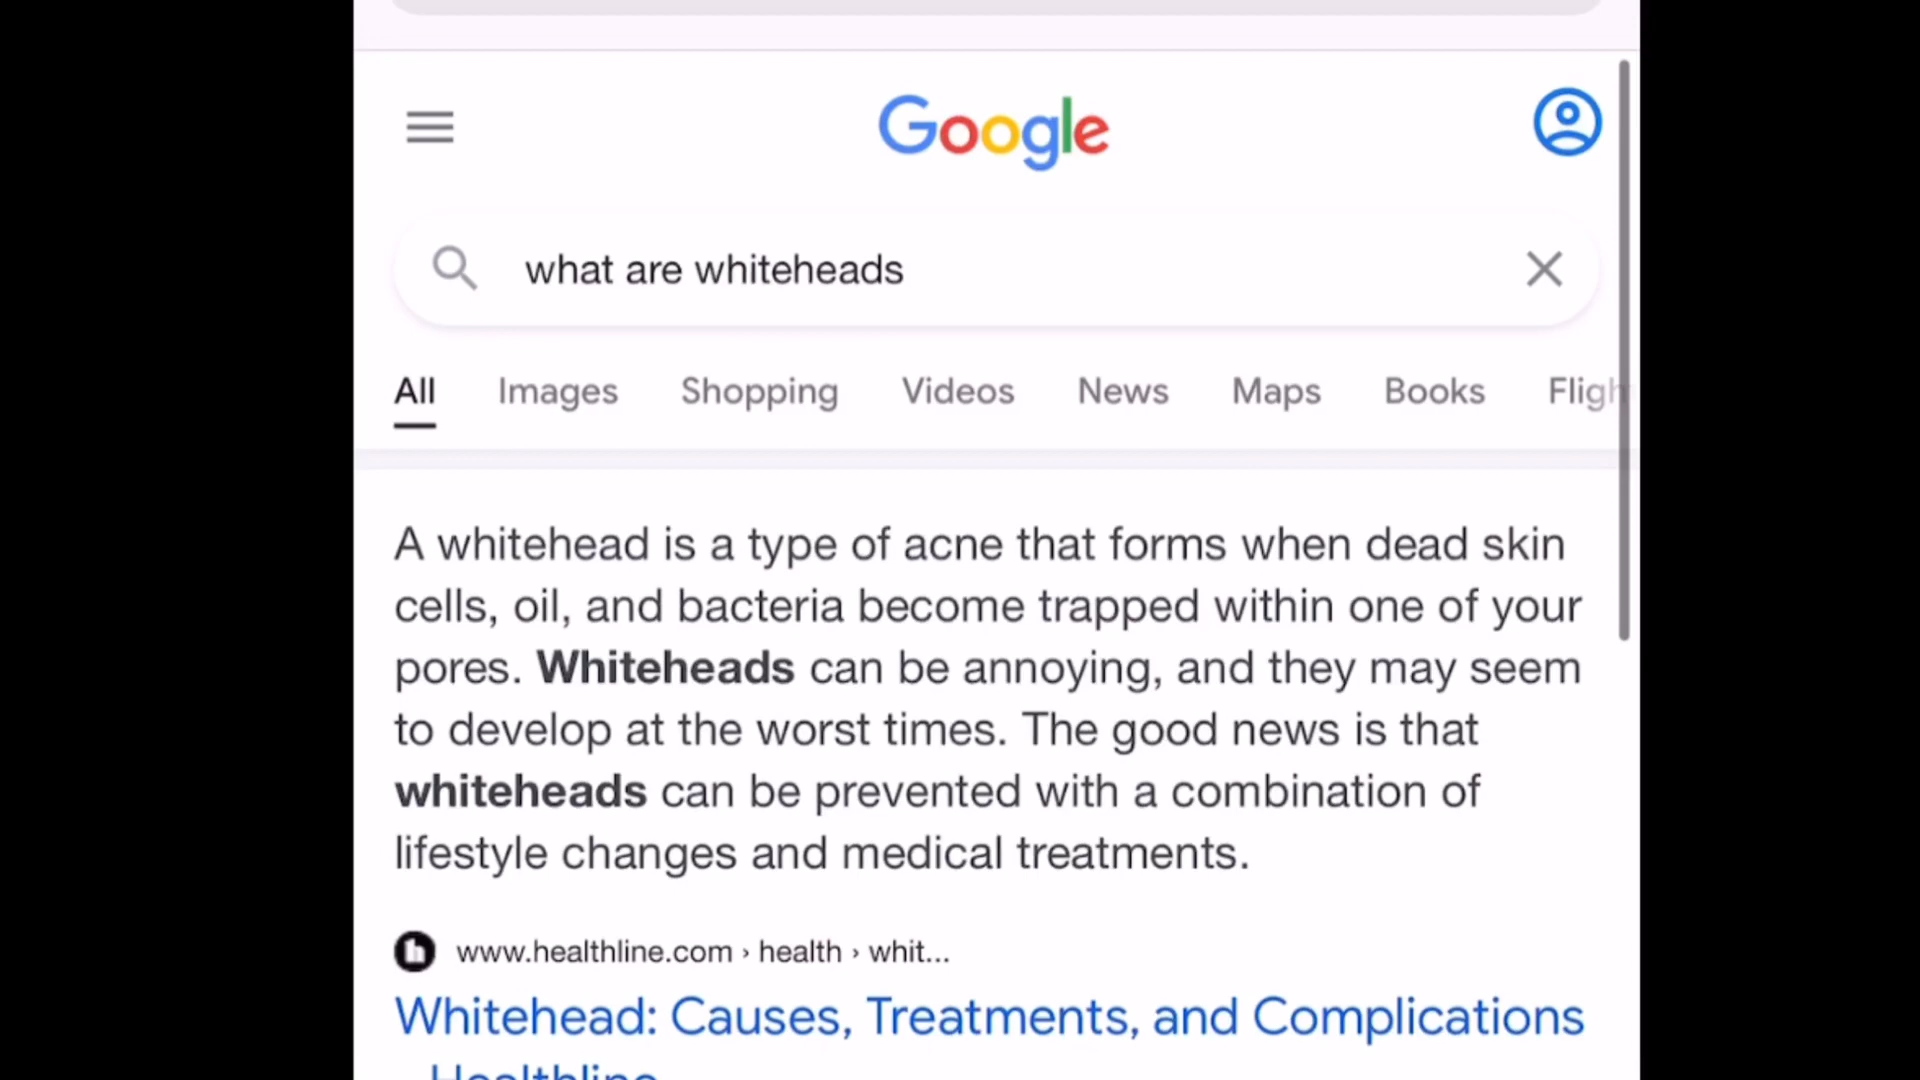 Google
what are whiteheads
All Images Shopping Videos News Maps Books Fligh
A whitehead is a type of acne that forms when dead skin
cells, oil, and bacteria become trapped within one of your
pores. Whiteheads can be annoying, and they may seem
to develop at the worst times. The good news is that
whiteheads can be prevented with a combination of
lifestyle changes and medical treatments.
www.healthline.com › health › whit...
Whitehead: Causes, Treatments, and Complications
- Healthline